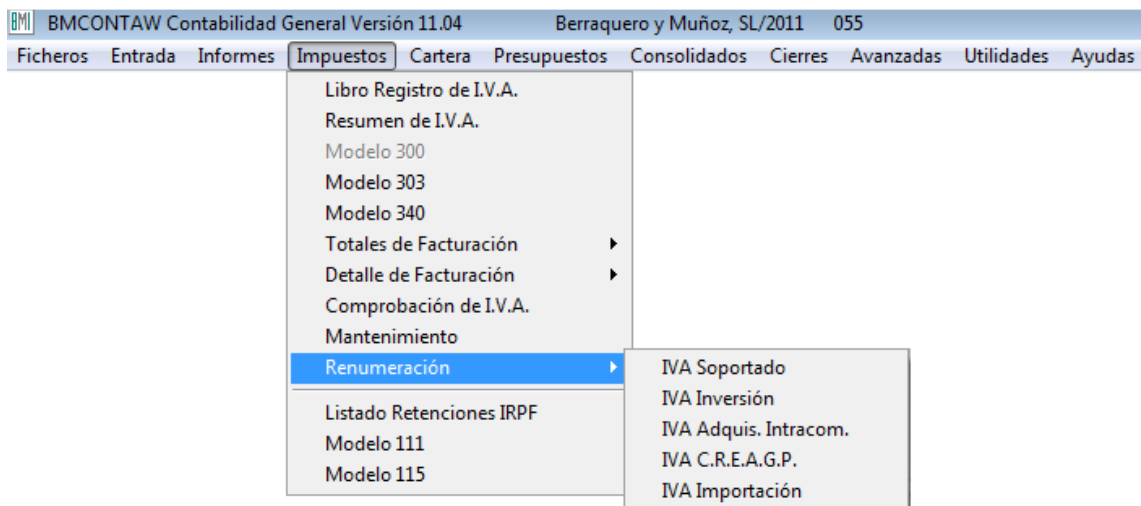 BMI BMCONTAW Contabilidad General Versión 11.04 Berraquero y Muñoz, SL/2011 055
Ficheros Entrada Informes Impuestos Cartera Presupuestos Consolidados Cierres Avanzadas Utilidades Ayudas
Libro Registro de I.V.A.
Resumen de I.V.A.
Modelo 300
Modelo 303
Modelo 340
Totales de Facturación
Detalle de Facturación
Comprobación de I.V.A.
Mantenimiento
Renumeración
IVA Soportado
IVA Inversión
IVA Adquis. Intracom.
IVA C.R.E.A.G.P.
IVA Importación
Listado Retenciones IRPF
Modelo 111
Modelo 115